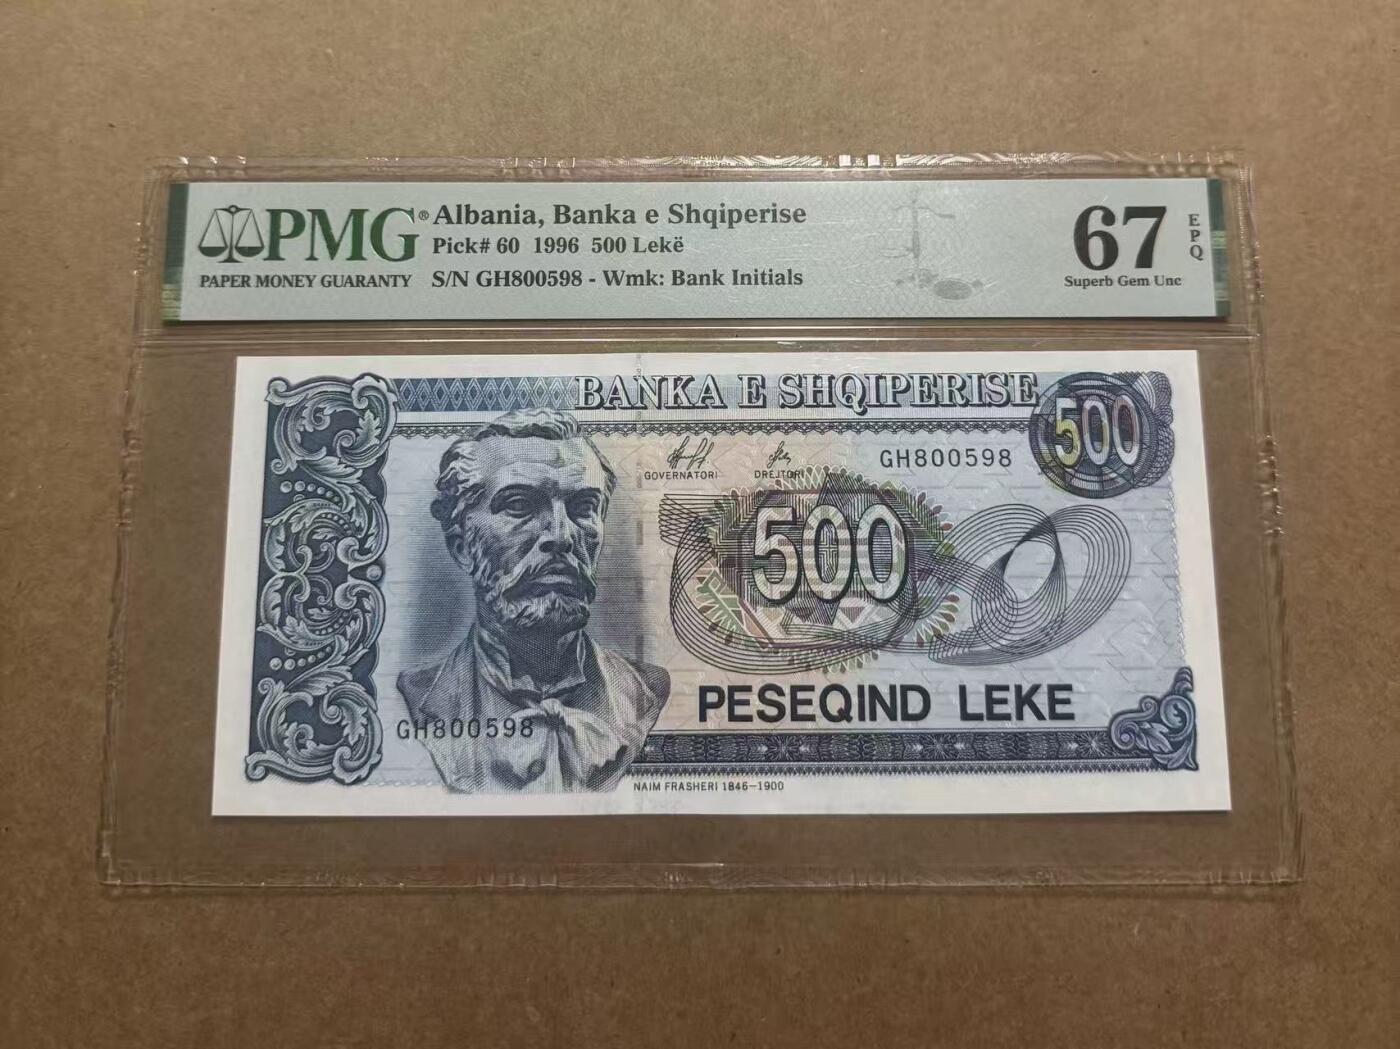 PMG®
PAPER MONEY GUARANTY
Albania, Banka e Shqiperise
Pick# 60 1996 500 Lekë
S/N GH800598 - Wmk: Bank Initials
67
EPQ
Superb Gem Unc
BANKA E SHQIPERISE
500
GOVERNATORI
DREJTORI
GH800598
500
PESEQIND LEKE
GH800598
NAIM FRASHERI 1846-1900